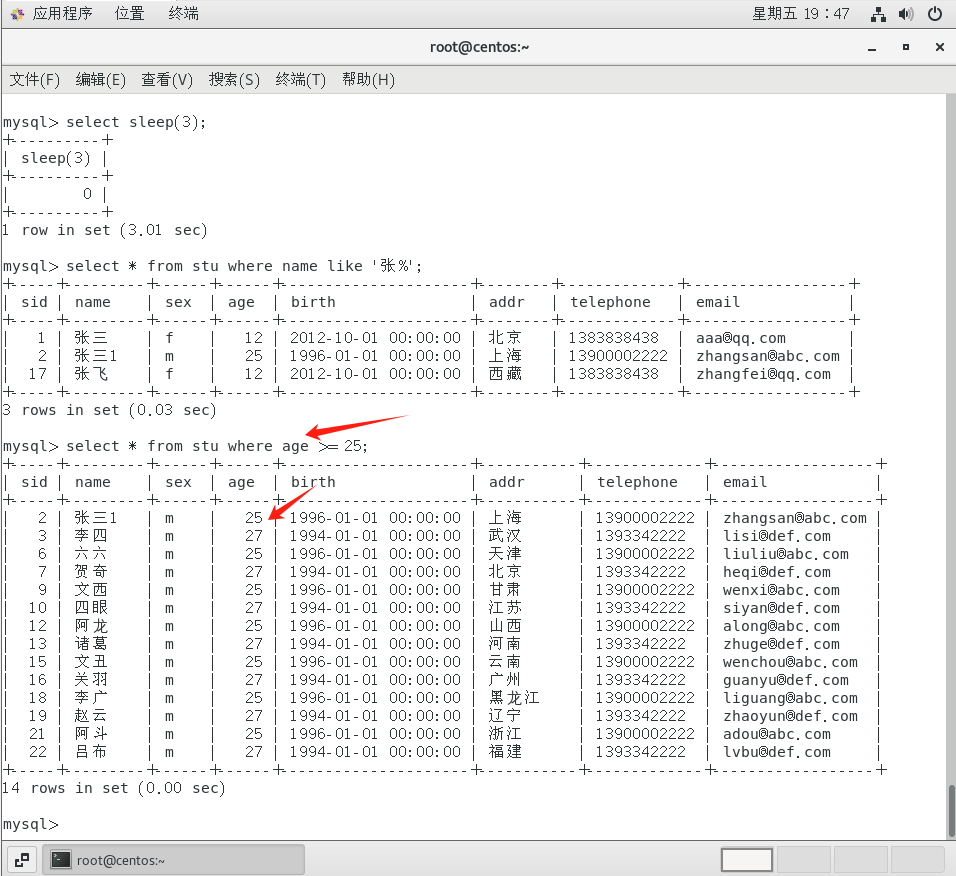 应用程序 位置 终端 星期五 19:47
root@centos:~
文件(F) 编辑(E) 查看(V) 搜索(S) 终端(T) 帮助(H)
mysql> select sleep(3);
+----------+
| sleep(3) |
+----------+
|        0 |
+----------+
1 row in set (3.01 sec)
mysql> select * from stu where name like '张%';
+-----+---------+------+------+---------------------+--------+-------------+------------------+
| sid | name | sex | age | birth | addr | telephone | email |
+-----+---------+------+------+---------------------+--------+-------------+------------------+
| 1 | 张三 | f | 12 | 2012-10-01 00:00:00 | 北京 | 1383838438 | aaa@qq.com |
| 2 | 张三1 | m | 25 | 1996-01-01 00:00:00 | 上海 | 13900002222 | zhangsan@abc.com |
| 17 | 张飞 | f | 12 | 2012-10-01 00:00:00 | 西藏 | 1383838438 | zhangfei@qq.com |
+-----+---------+------+------+---------------------+--------+-------------+------------------+
3 rows in set (0.03 sec)
mysql> select * from stu where age >= 25;
+-----+---------+------+------+---------------------+-----------+-------------+------------------+
| sid | name | sex | age | birth | addr | telephone | email |
+-----+---------+------+------+---------------------+-----------+-------------+------------------+
| 2 | 张三1 | m | 25 | 1996-01-01 00:00:00 | 上海 | 13900002222 | zhangsan@abc.com |
| 3 | 李四 | m | 27 | 1994-01-01 00:00:00 | 武汉 | 1393342222 | lisi@def.com |
| 6 | 六六 | m | 25 | 1996-01-01 00:00:00 | 天津 | 13900002222 | liuliu@abc.com |
| 7 | 贺奇 | m | 27 | 1994-01-01 00:00:00 | 北京 | 1393342222 | heqi@def.com |
| 9 | 文西 | m | 25 | 1996-01-01 00:00:00 | 甘肃 | 13900002222 | wenxi@abc.com |
| 10 | 四眼 | m | 27 | 1994-01-01 00:00:00 | 江苏 | 1393342222 | siyan@def.com |
| 12 | 阿龙 | m | 25 | 1996-01-01 00:00:00 | 山西 | 13900002222 | along@abc.com |
| 13 | 诸葛 | m | 27 | 1994-01-01 00:00:00 | 河南 | 1393342222 | zhuge@def.com |
| 15 | 文丑 | m | 25 | 1996-01-01 00:00:00 | 云南 | 13900002222 | wenchou@abc.com |
| 16 | 关羽 | m | 27 | 1994-01-01 00:00:00 | 广州 | 1393342222 | guanyu@def.com |
| 18 | 李广 | m | 25 | 1996-01-01 00:00:00 | 黑龙江 | 13900002222 | liguang@abc.com |
| 19 | 赵云 | m | 27 | 1994-01-01 00:00:00 | 辽宁 | 1393342222 | zhaoyun@def.com |
| 21 | 阿斗 | m | 25 | 1996-01-01 00:00:00 | 浙江 | 13900002222 | adou@abc.com |
| 22 | 吕布 | m | 27 | 1994-01-01 00:00:00 | 福建 | 1393342222 | lvbu@def.com |
+-----+---------+------+------+---------------------+-----------+-------------+------------------+
14 rows in set (0.00 sec)
mysql>
root@centos:~